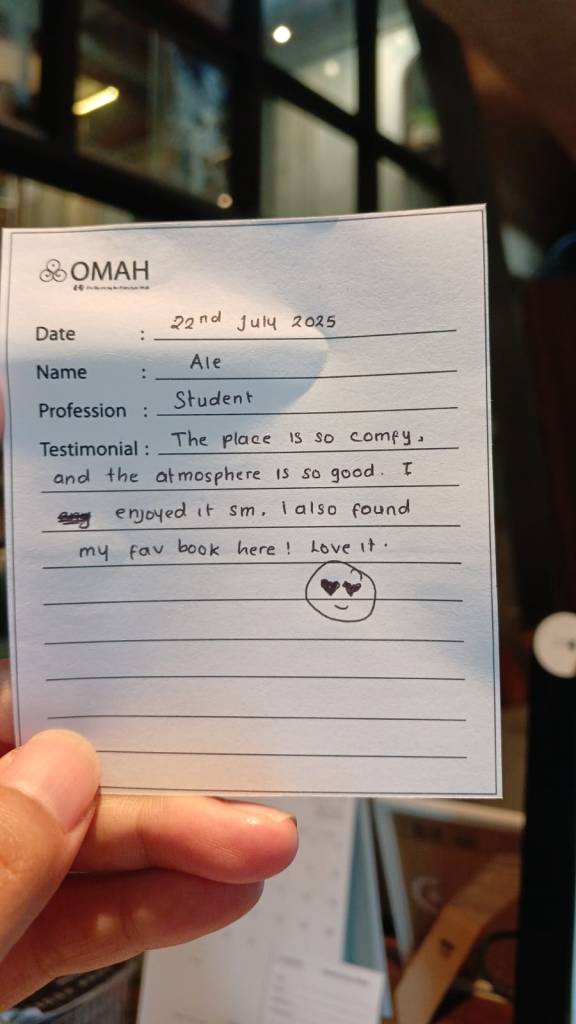 OMAH
Date : 22nd July 2025
Name : Ale
Profession : Student
Testimonial : The place is so comfy,
and the atmosphere is so good. I
enjoyed it sm. i also found
my fav book here! Love it.